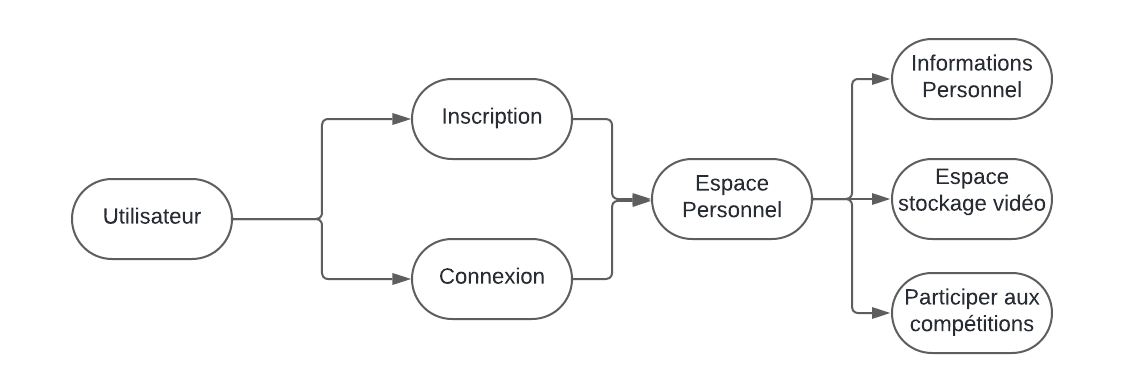 Utilisateur
Inscription
Connexion
Espace
Personnel
Informations
Personnel
Espace
stockage vidéo
Participer aux
compétitions